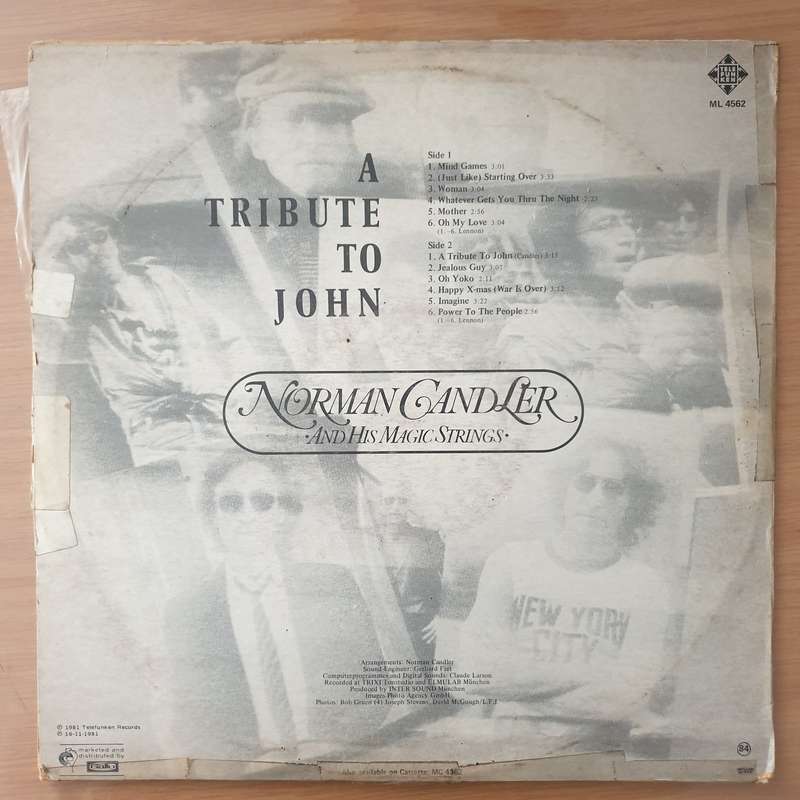 TELE
FUN
KEN
ML 4562
A
TRIBUTE
TO
JOHN
Side 1
1. Mind Games 3:01
2. (Just Like) Starting Over 3:33
3. Woman 3:04
4. Whatever Gets You Thru The Night 2:23
5. Mother 2:56
6. Oh My Love 3:04
(1.-6. Lennon)
Side 2
1. A Tribute To John (Candler) 3:13
2. Jealous Guy 3:07
3. Oh Yoko 2:11
4. Happy X-mas (War Is Over) 3:12
5. Imagine 3:22
6. Power To The People 2:56
Lennon)
NORMAN CANDLER
·AND HIS MAGIC STRINGS·
NEW YORK
CITY
Arrangements: Norman Candler
Sound-Engineer: Gerhard
Computerprogrammes and Digital Sounds: Claude Larson
Recorded at TRIXI Tonstudio and ELMULAB München
Produced by INTER SOUND München
Images Photo Agency GmbH
Photos: Bob Gruen (4) Joseph Stevens, David McGough/L.F.I
℗ 1981 Telefunken Records
℗ 16-11-1981
marketed and
distributed by
Gallo
84
Also available on Cassette: MC 4562